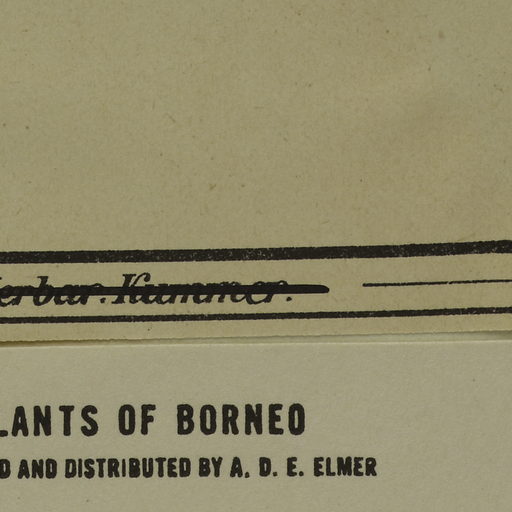 erbar. Kummer.
LANTS OF BORNEO
D AND DISTRIBUTED BY A. D. E. ELMER